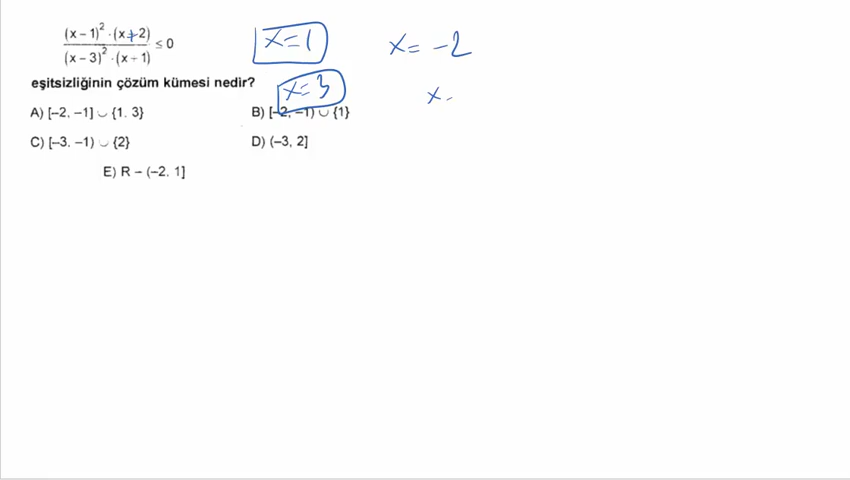 (x – 1)² · (x + 2)
(x – 3)² · (x + 1) ≤ 0
x=1
x= -2
eşitsizliğinin çözüm kümesi nedir?
x=3
x-
A) [–2, –1] ∪ {1, 3}
B) [–2, –1) ∪ {1}
C) [–3, –1) ∪ {2}
D) (–3, 2]
E) R – (–2, 1]